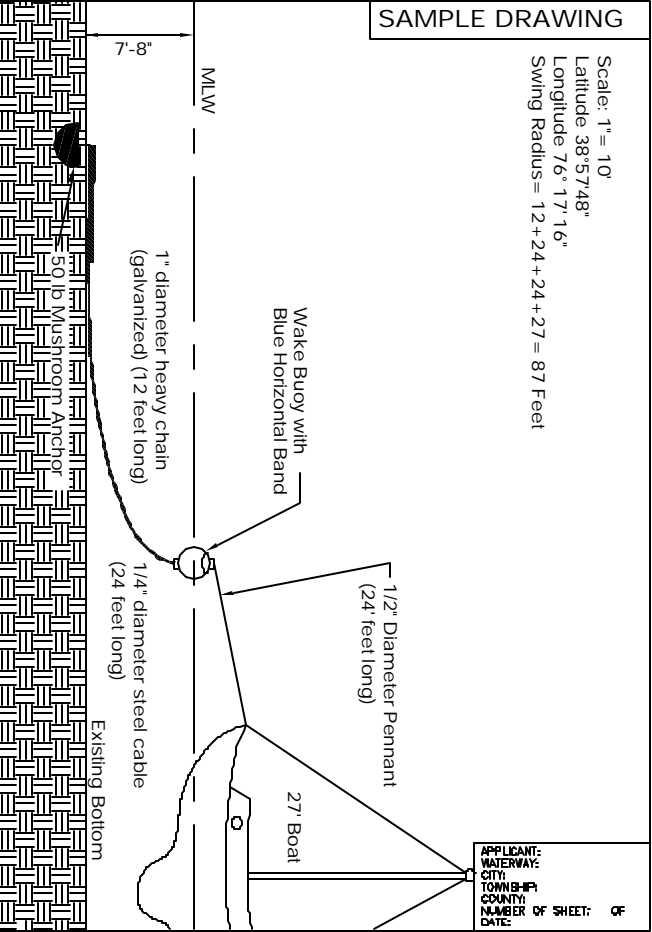 SAMPLE DRAWING
Scale: 1"= 10'
Latitude 38°57'48"
Longitude 76° 17' 16"
Swing Radius= 12+24+24+27= 87 Feet
7'-8"
MLW
Wake Buoy with
Blue Horizontal Band
1/2" Diameter Pennant
(24' feet long)
27' Boat
1" diameter heavy chain
(galvanized) (12 feet long)
1/4" diameter steel cable
(24 feet long)
50 lb Mushroom Anchor
Existing Bottom
APPLICANT:
WATERWAY:
CITY:
TOWNSHIP:
COUNTY:
NUMBER OF SHEET: OF
DATE: